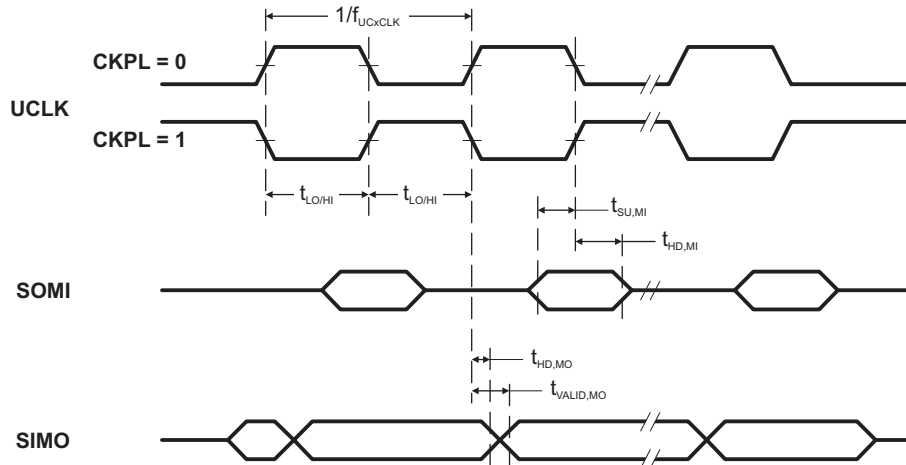 1/fUCxCLK
CKPL = 0
UCLK
CKPL = 1
tLO/HI tLO/HI
tSU,MI
tHD,MI
SOMI
tHD,MO
tVALID,MO
SIMO